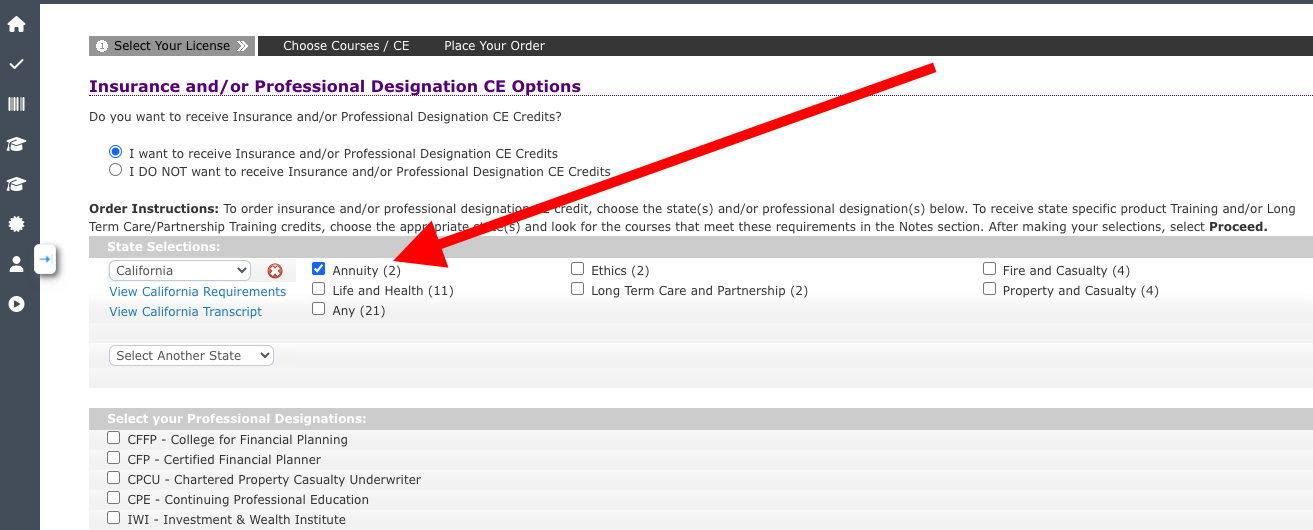 1 Select Your License Choose Courses / CE Place Your Order
Insurance and/or Professional Designation CE Options
Do you want to receive Insurance and/or Professional Designation CE Credits?
I want to receive Insurance and/or Professional Designation CE Credits
I DO NOT want to receive Insurance and/or Professional Designation CE Credits
Order Instructions: To order insurance and/or professional designation credit, choose the state(s) and/or professional designation(s) below. To receive state specific product Training and/or Long
Term Care/Partnership Training credits, choose the appropriate state(s) and look for the courses that meet these requirements in the Notes section. After making your selections, select Proceed.
State Selections:
California Annuity (2) Ethics (2) Fire and Casualty (4)
View California Requirements Life and Health (11) Long Term Care and Partnership (2) Property and Casualty (4)
View California Transcript Any (21)
Select Another State
Select your Professional Designations:
CFFP - College for Financial Planning
CFP - Certified Financial Planner
CPCU - Chartered Property Casualty Underwriter
CPE - Continuing Professional Education
IWI - Investment & Wealth Institute